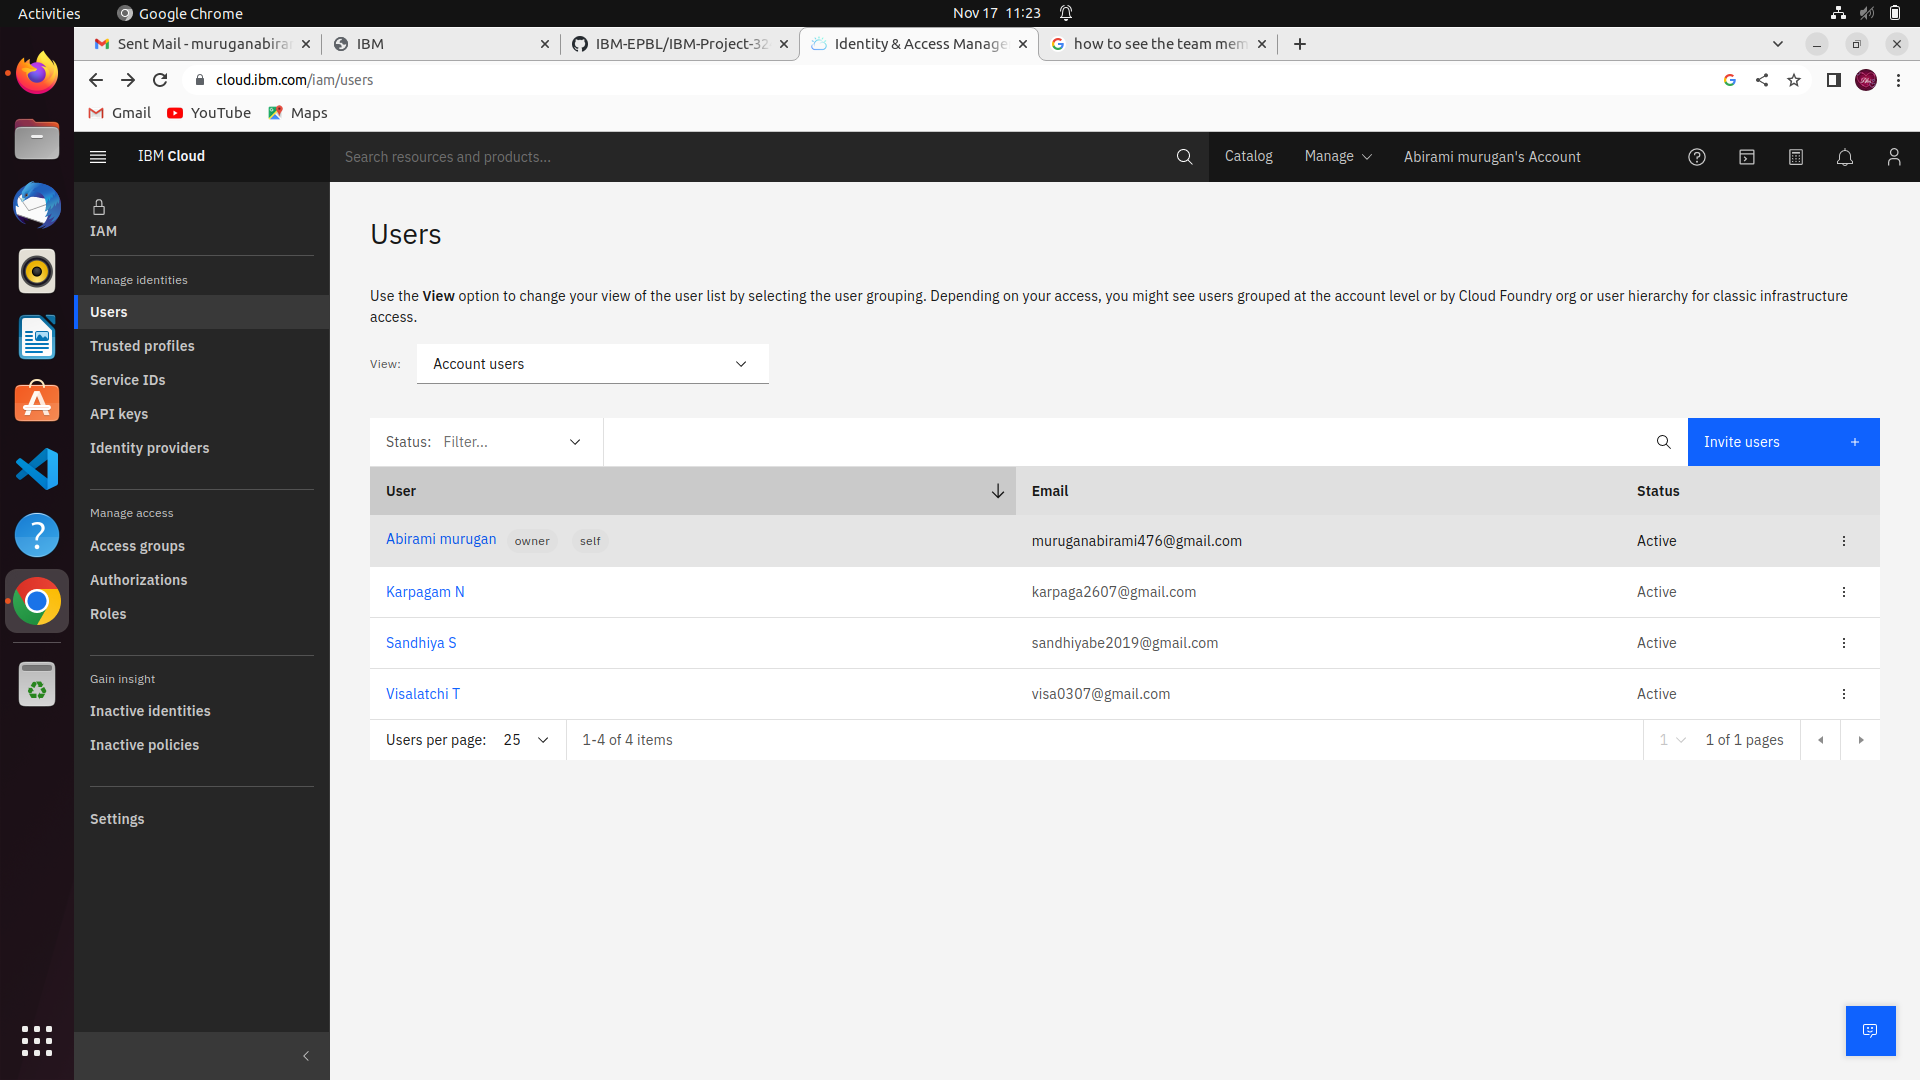 Activities
Google Chrome
Nov 17 11:23
Sent Mail - muruganabirar
IBM
IBM-EPBL/IBM-Project-32
Identity & Access Manage
how to see the team mem
cloud.ibm.com/iam/users
Gmail
YouTube
Maps
IBM Cloud
Search resources and products...
Catalog
Manage
Abirami murugan's Account
IAM
Manage identities
Users
Trusted profiles
Service IDs
API keys
Identity providers
Manage access
Access groups
Authorizations
Roles
Gain insight
Inactive identities
Inactive policies
Settings
Users
Use the View option to change your view of the user list by selecting the user grouping. Depending on your access, you might see users grouped at the account level or by Cloud Foundry org or user hierarchy for classic infrastructure
access.
View: Account users
Status: Filter...
Invite users +
User Email Status
Abirami murugan owner self muruganabirami476@gmail.com Active
Karpagam N karpaga2607@gmail.com Active
Sandhiya S sandhiyabe2019@gmail.com Active
Visalatchi T visa0307@gmail.com Active
Users per page: 25 1-4 of 4 items 1 1 of 1 pages